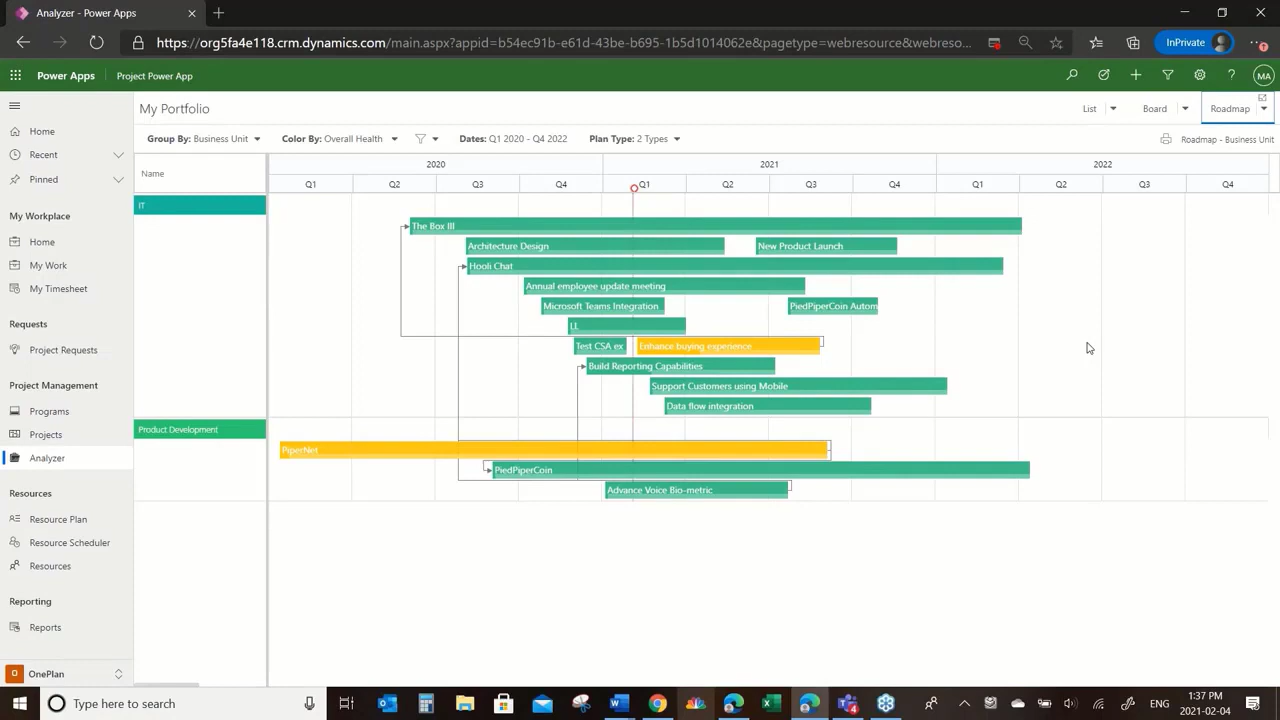 Analyzer - Power Apps
https://org5fa4e118.crm.dynamics.com/main.aspx?appid=b54ec91b-e61d-43be-b695-1b5d1014062e&pagetype=webresource&webreso...
InPrivate
Power Apps
Project Power App
MA
Home
Recent
Pinned
My Workplace
Home
My Work
My Timesheet
Requests
Project Requests
Project Management
Programs
Projects
Analyzer
Resources
Resource Plan
Resource Scheduler
Resources
Reporting
Reports
O OnePlan
My Portfolio
List
Board
Roadmap
Group By: Business Unit
Color By: Overall Health
Dates: Q1 2020 - Q4 2022
Plan Type: 2 Types
Roadmap - Business Unit
Name
2020 2021 2022
Q1 Q2 Q3 Q4 Q1 Q2 Q3 Q4 Q1 Q2 Q3 Q4
IT
The Box III
Architecture Design New Product Launch
Hooli Chat
Annual employee update meeting
Microsoft Teams Integration PiedPiperCoin Autom
LL
Test CSA ex Enhance buying experience
Build Reporting Capabilities
Support Customers using Mobile
Data flow integration
Product Development
PiperNet
PiedPiperCoin
Advance Voice Bio-metric
Type here to search
4
1:37 PM
2021-02-04